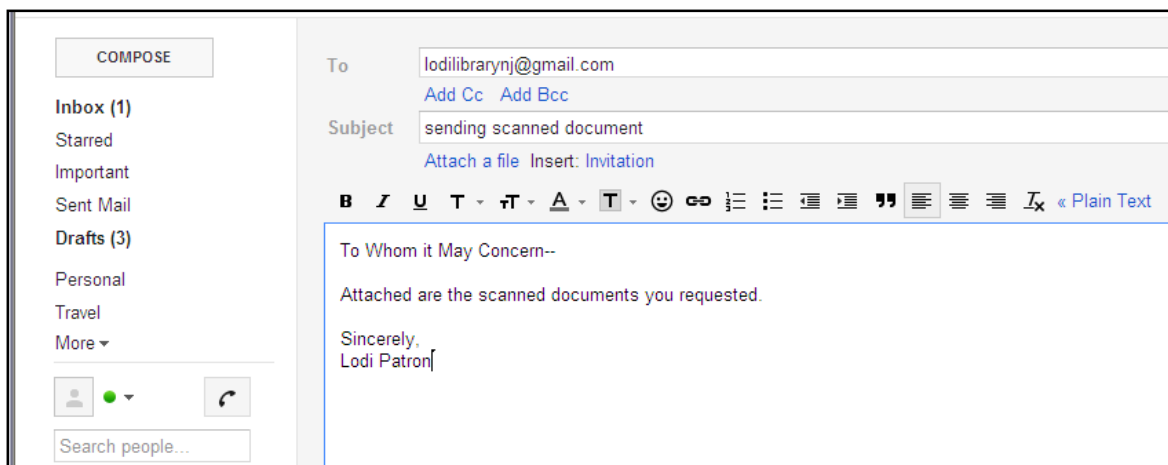 COMPOSE
Inbox (1)
Starred
Important
Sent Mail
Drafts (3)
Personal
Travel
More
Search people...
To lodilibrarynj@gmail.com
Add Cc Add Bcc
Subject sending scanned document
Attach a file Insert: Invitation
B I U T T A T T « Plain Text
To Whom it May Concern--
Attached are the scanned documents you requested.
Sincerely,
Lodi Patron